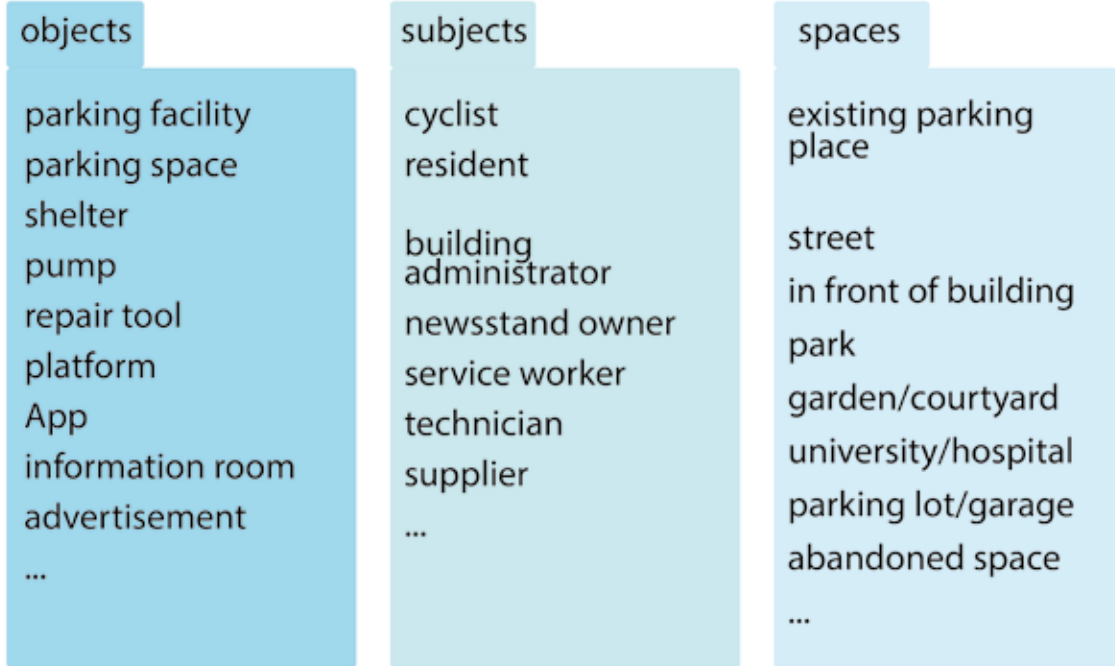 objects
parking facility
parking space
shelter
pump
repair tool
platform
App
information room
advertisement
...
subjects
cyclist
resident
building
administrator
newsstand owner
service worker
technician
supplier
...
spaces
existing parking
place
street
in front of building
park
garden/courtyard
university/hospital
parking lot/garage
abandoned space
...